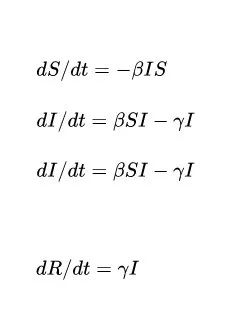 dS/dt = −βIS
dI/dt = βSI − γI
dI/dt = βSI − γI
dR/dt = γI